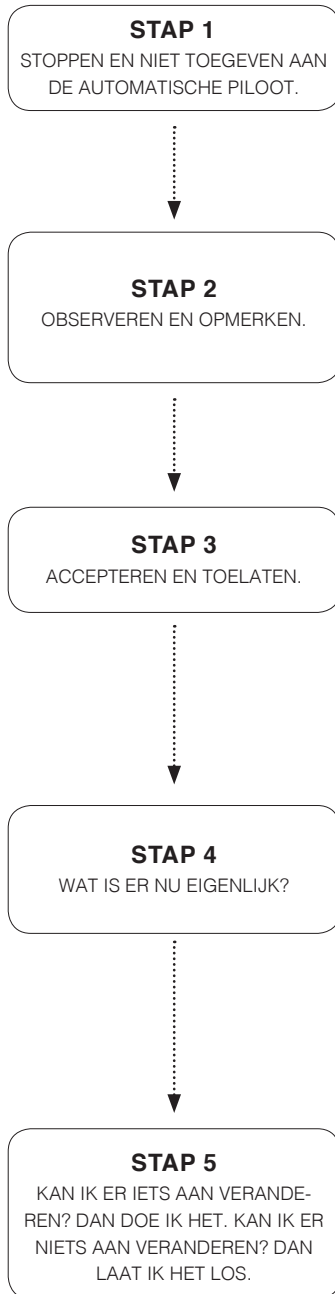 STAP 1
STOPPEN EN NIET TOEGEVEN AAN
DE AUTOMATISCHE PILOOT.
STAP 2
OBSERVEREN EN OPMERKEN.
STAP 3
ACCEPTEREN EN TOELATEN.
STAP 4
WAT IS ER NU EIGENLIJK?
STAP 5
KAN IK ER IETS AAN VERANDE-
REN? DAN DOE IK HET. KAN IK ER
NIETS AAN VERANDEREN? DAN
LAAT IK HET LOS.